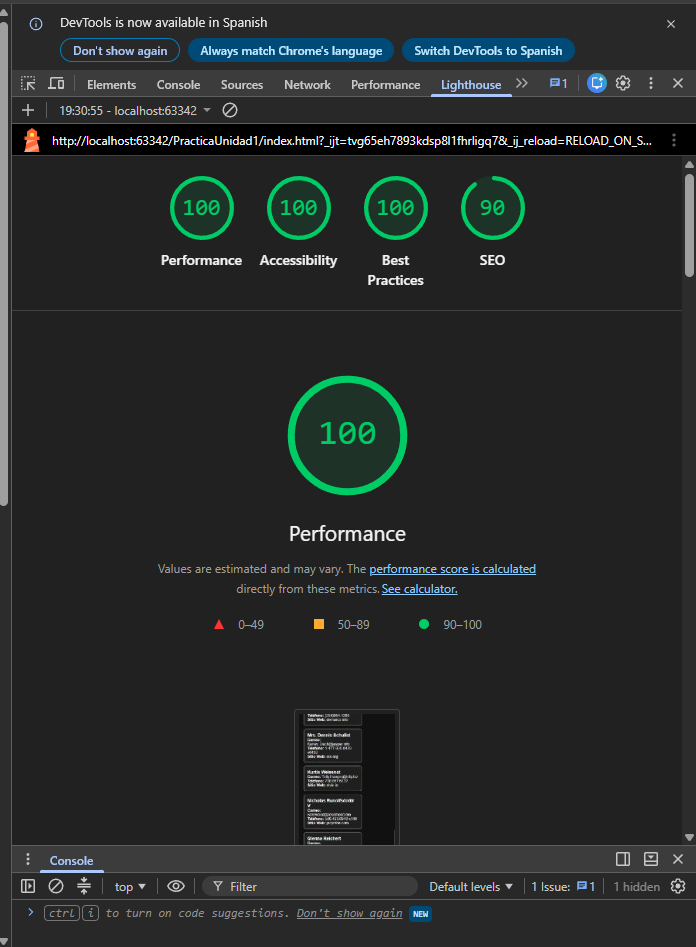 DevTools is now available in Spanish
Don't show again
Always match Chrome's language
Switch DevTools to Spanish
Elements
Console
Sources
Network
Performance
Lighthouse
1
19:30:55 - localhost:63342
http://localhost:63342/PracticaUnidad1/index.html?_ijt=tvg65eh7893kdsp8l1fhrligq7&_ij_reload=RELOAD_ON_S...
100
100
100
90
Performance
Accessibility
Best
Practices
SEO
100
Performance
Values are estimated and may vary. The performance score is calculated
directly from these metrics. See calculator.
0–49
50–89
90–100
Mrs. Dennis Schulist
Kurtis Weissnat
Nicholas Runolfsdottir
V
Glenna Reichert
Console
top
Filter
Default levels
1 Issue:
1
1 hidden
ctrl i to turn on code suggestions. Don't show again NEW